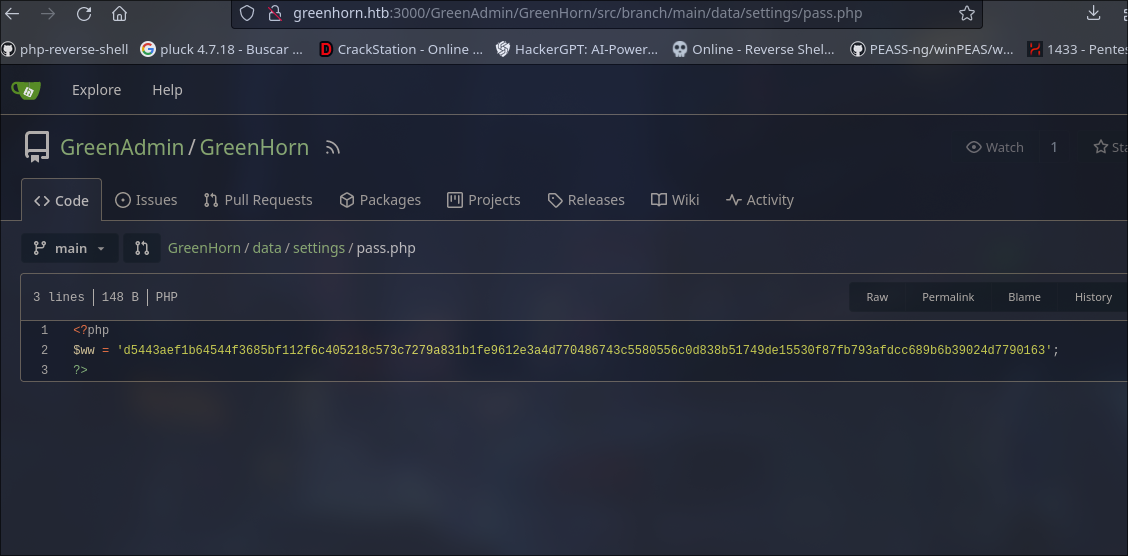 greenhorn.htb:3000/GreenAdmin/GreenHorn/src/branch/main/data/settings/pass.php
php-reverse-shell pluck 4.7.18 - Buscar ... CrackStation - Online ... HackerGPT: AI-Power... Online - Reverse Shel... PEASS-ng/winPEAS/w... 1433 - Pentes
Explore Help
GreenAdmin / GreenHorn Watch 1 Sta
Code Issues Pull Requests Packages Projects Releases Wiki Activity
main GreenHorn / data / settings / pass.php
3 lines | 148 B | PHP Raw Permalink Blame History
1 <?php
2 $ww = 'd5443aef1b64544f3685bf112f6c405218c573c7279a831b1fe9612e3a4d770486743c5580556c0d838b51749de15530f87fb793afdcc689b6b39024d7790163';
3 ?>